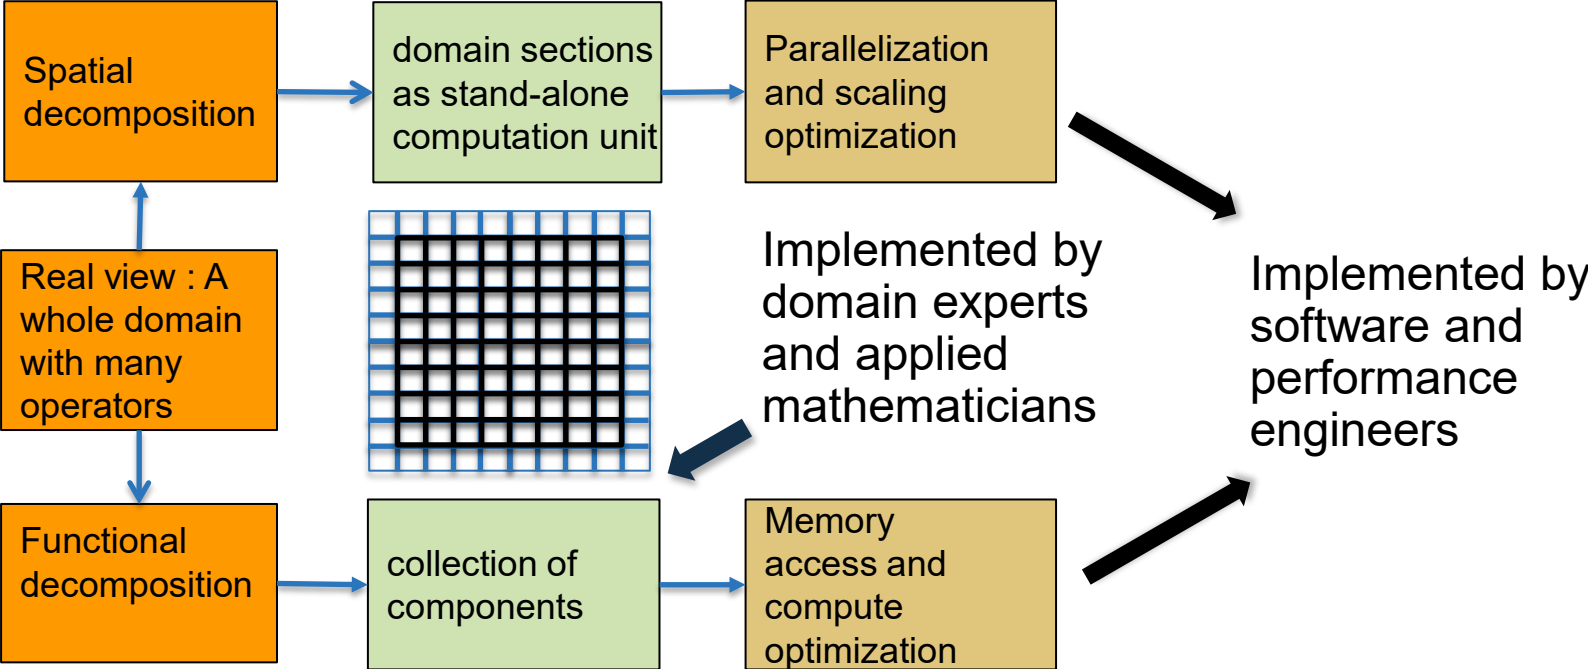 Spatial
decomposition
domain sections
as stand-alone
computation unit
Parallelization
and scaling
optimization
Real view : A
whole domain
with many
operators
Implemented by
domain experts
and applied
mathematicians
Implemented by
software and
performance
engineers
Functional
decomposition
collection of
components
Memory
access and
compute
optimization